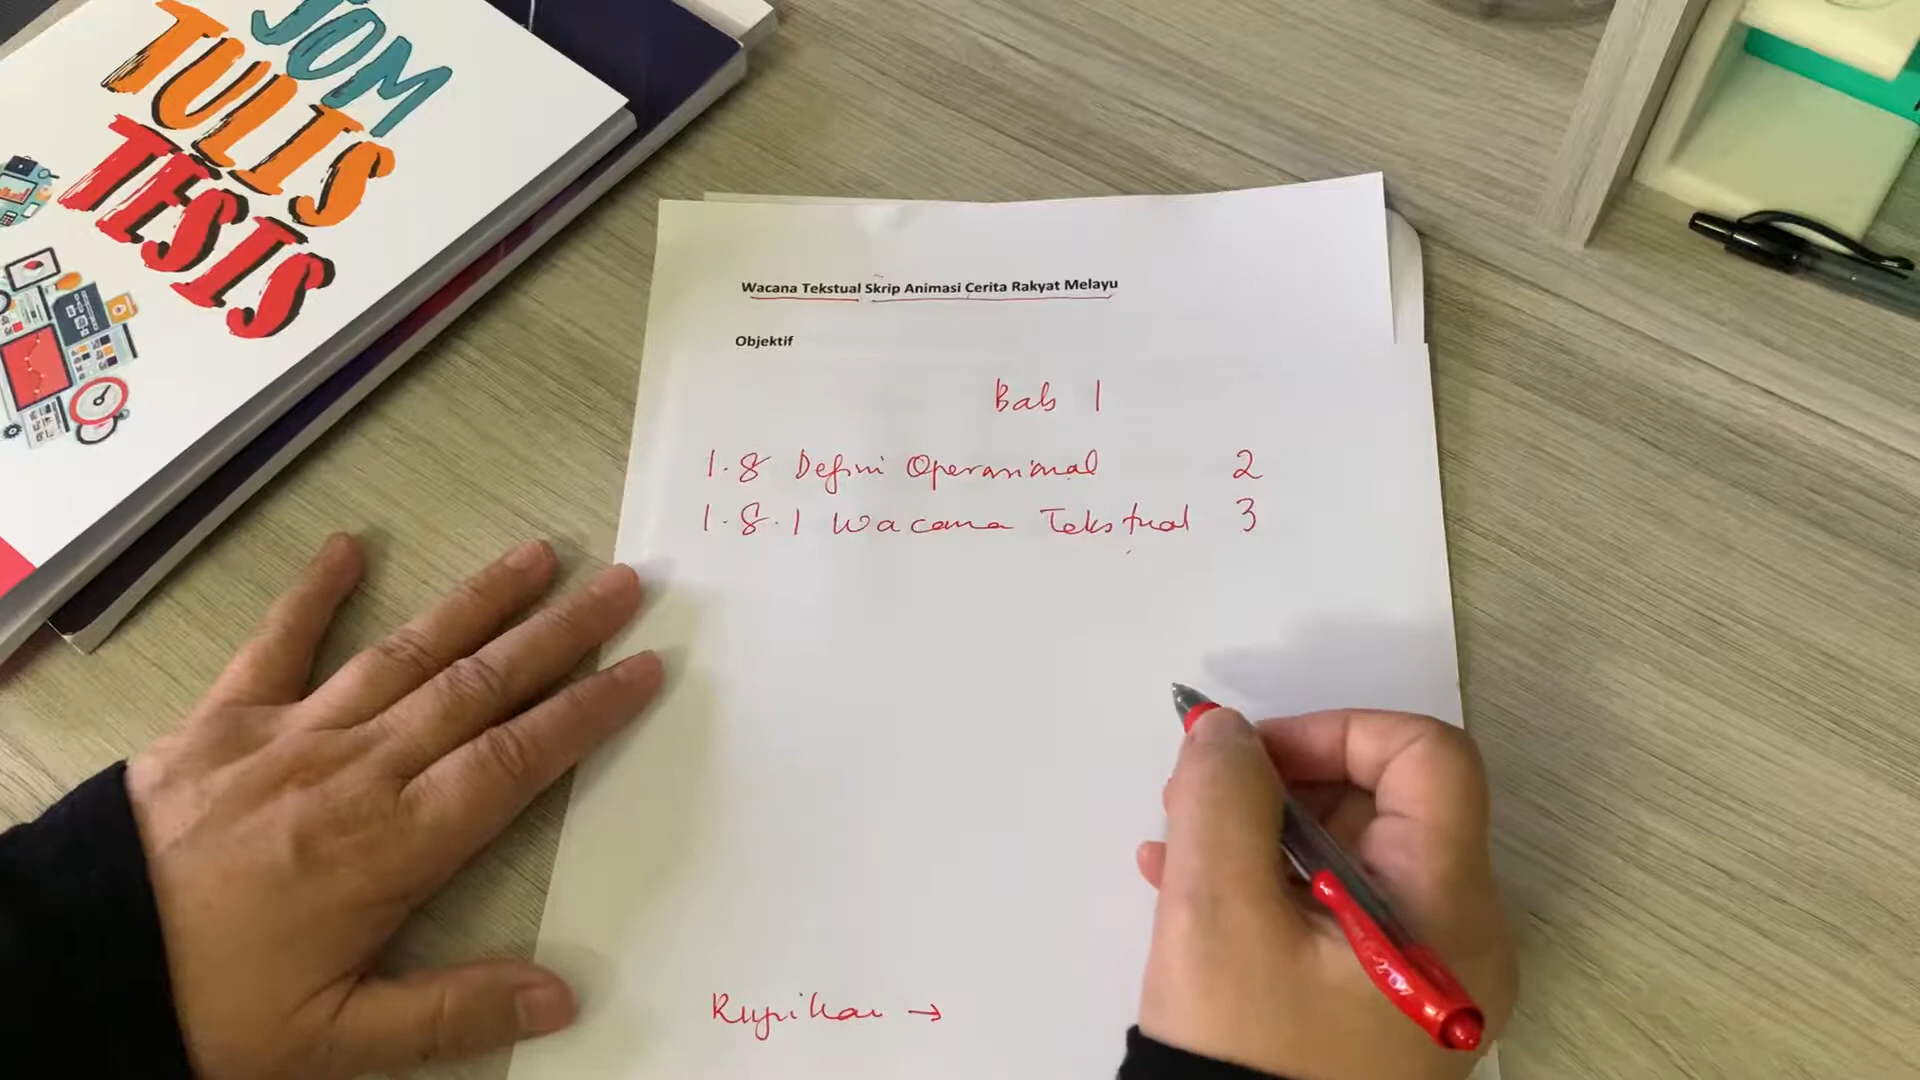 JOM
TULIS
TESIS
Wacana Tekstual Skrip Animasi Cerita Rakyat Melayu
Objektif
Bab 1
1.8 Defini Operasional 2
1.8.1 Wacana Tekstual 3
→